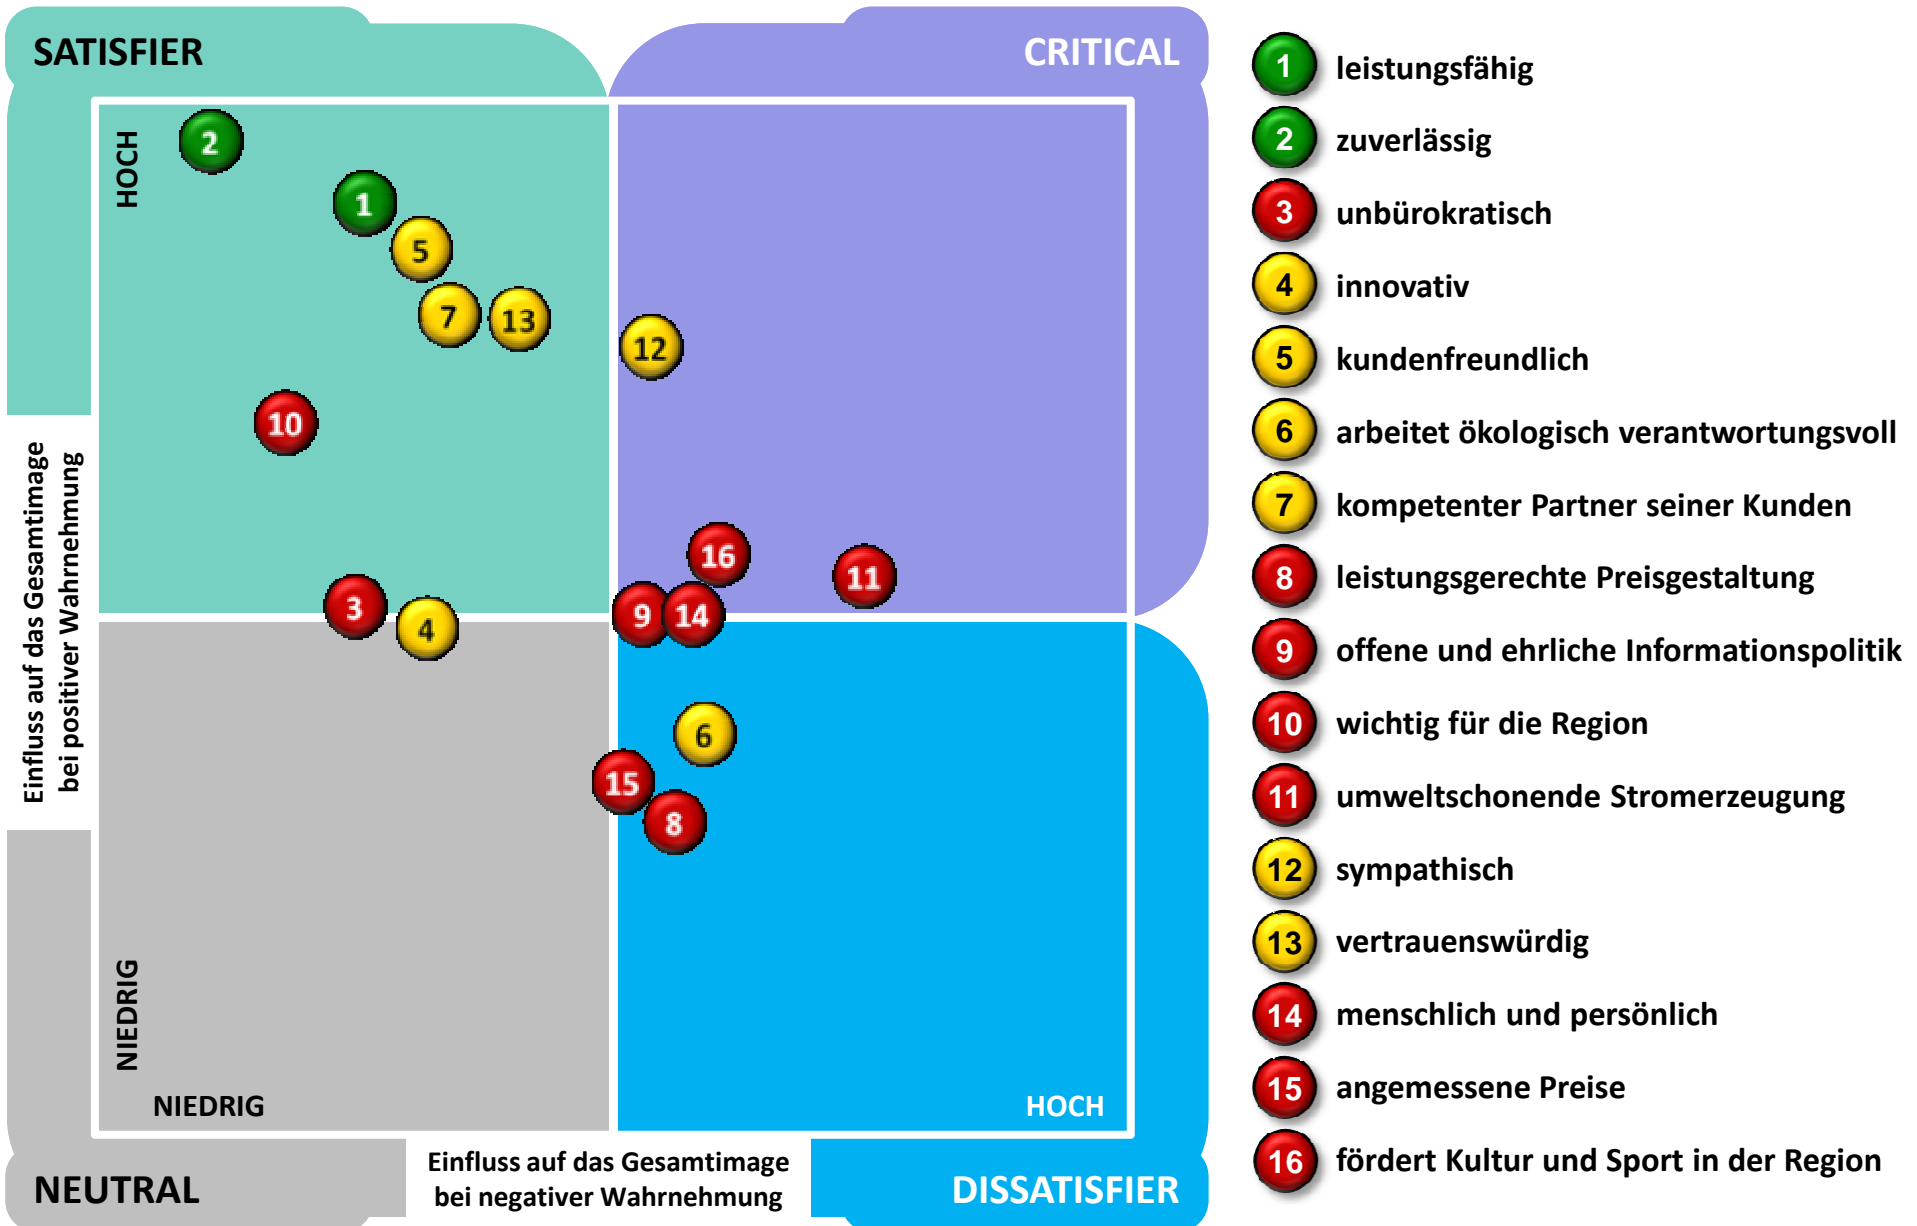 SATISFIER
CRITICAL
HOCH
2
1
5
7
13
12
10
16
11
3
4
9
14
6
15
8
Einfluss auf das Gesamtimage
bei positiver Wahrnehmung
NIEDRIG
NIEDRIG
HOCH
NEUTRAL
Einfluss auf das Gesamtimage
bei negativer Wahrnehmung
DISSATISFIER
1 leistungsfähig
2 zuverlässig
3 unbürokratisch
4 innovativ
5 kundenfreundlich
6 arbeitet ökologisch verantwortungsvoll
7 kompetenter Partner seiner Kunden
8 leistungsgerechte Preisgestaltung
9 offene und ehrliche Informationspolitik
10 wichtig für die Region
11 umweltschonende Stromerzeugung
12 sympathisch
13 vertrauenswürdig
14 menschlich und persönlich
15 angemessene Preise
16 fördert Kultur und Sport in der Region